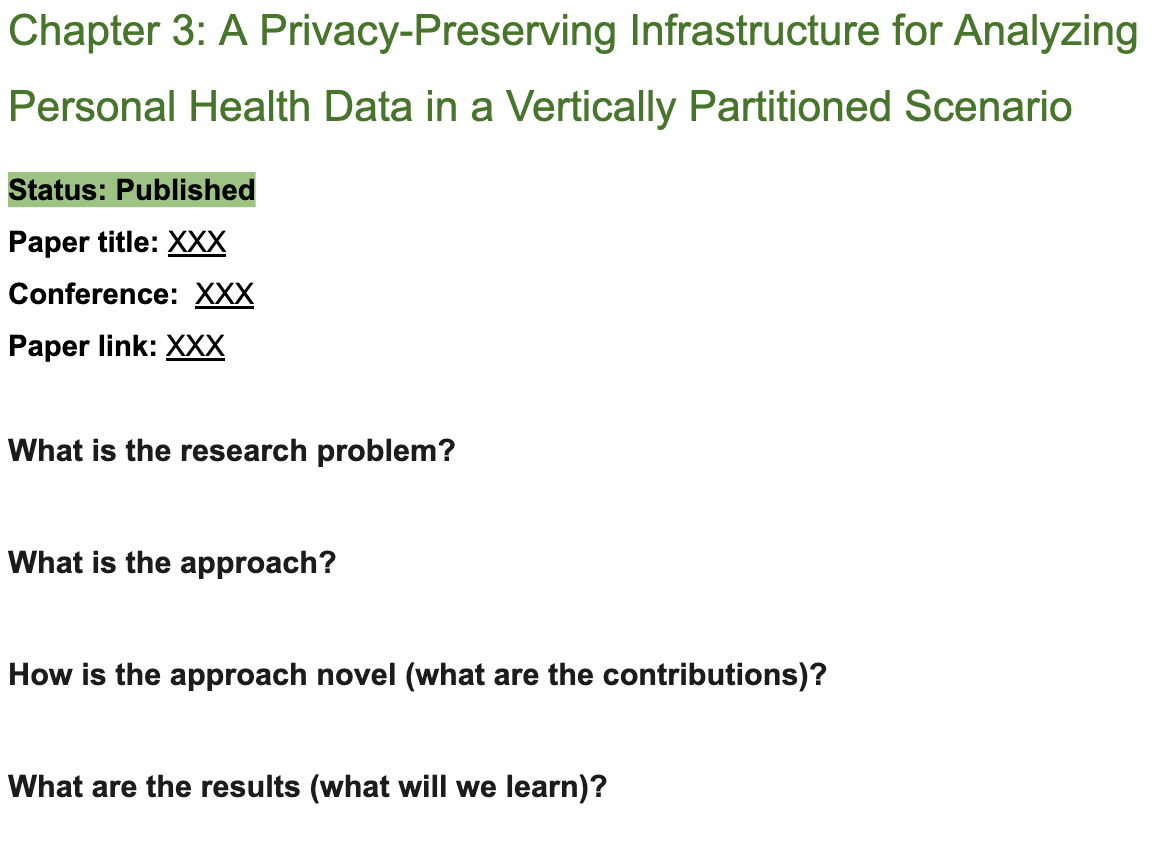 Chapter 3: A Privacy-Preserving Infrastructure for Analyzing
Personal Health Data in a Vertically Partitioned Scenario
Status: Published
Paper title: XXX
Conference: XXX
Paper link: XXX
What is the research problem?
What is the approach?
How is the approach novel (what are the contributions)?
What are the results (what will we learn)?